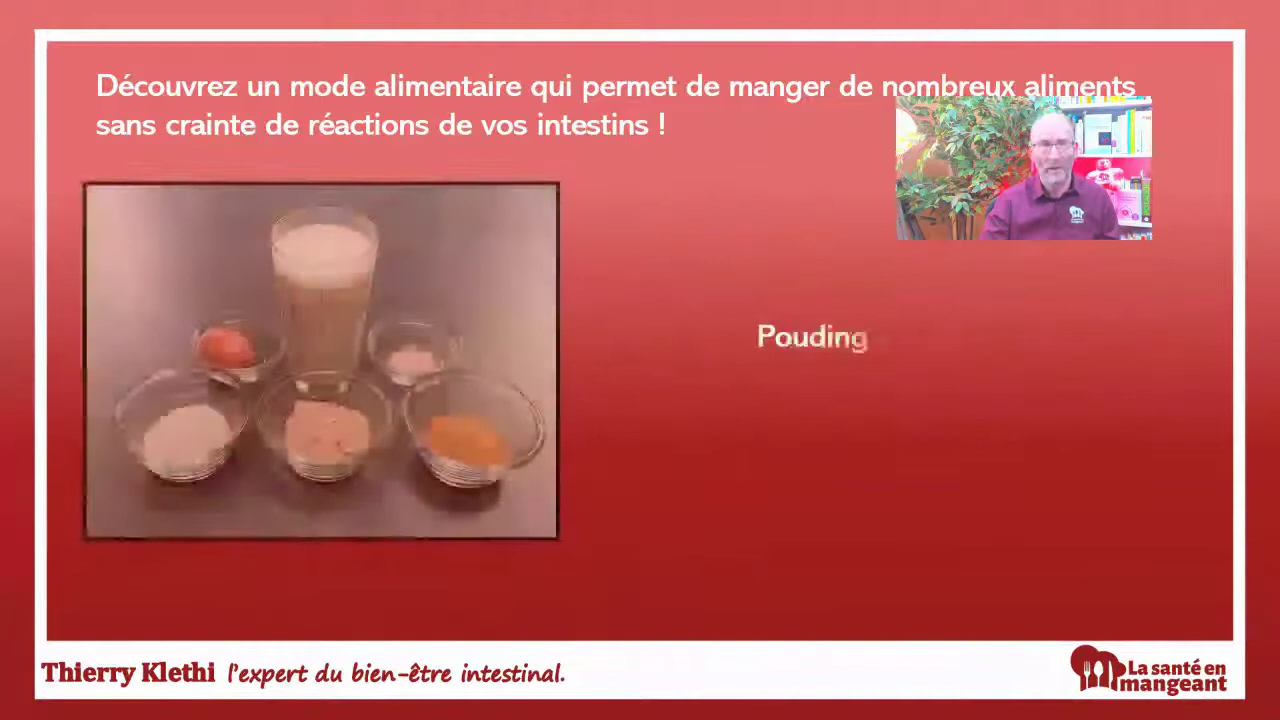 Découvrez un mode alimentaire qui permet de manger de nombreux aliments
sans crainte de réactions de vos intestins !
Pouding
Thierry Klethi l'expert du bien-être intestinal.
La santé en
mangeant